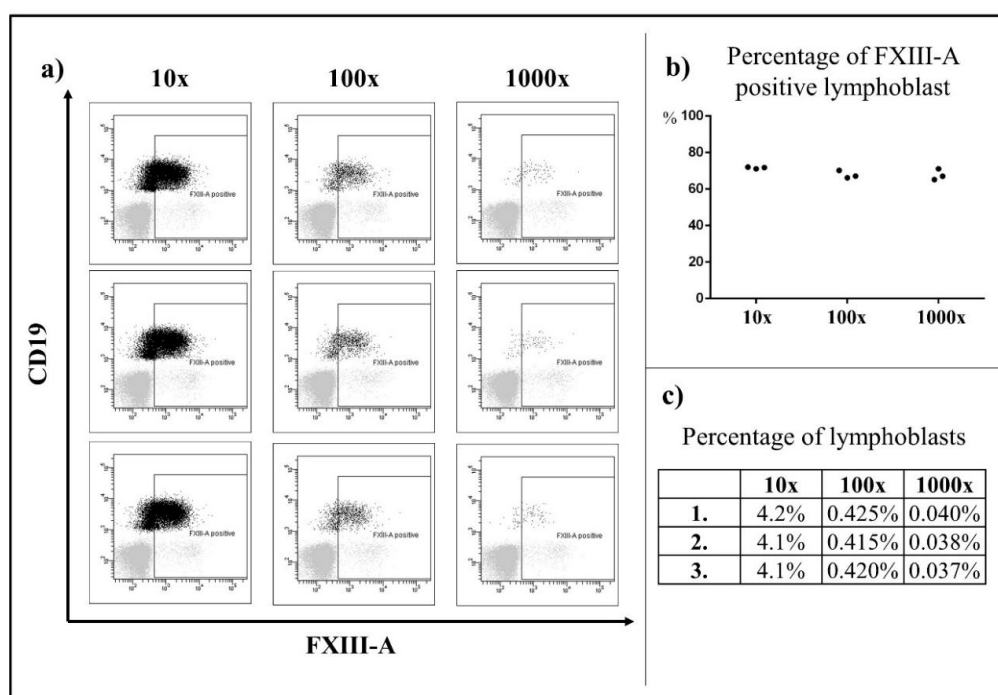 a)
10x
100x
1000x
FXIII-A positive
FXIII-A positive
FXIII-A positive
FXIII-A positive
FXIII-A positive
FXIII-A positive
FXIII-A positive
FXIII-A positive
FXIII-A positive
CD19
FXIII-A
b)
Percentage of FXIII-A
positive lymphoblast
%
100
80
60
40
20
0
10x 100x 1000x
c)
Percentage of lymphoblasts
10x 100x 1000x
1. 4.2% 0.425% 0.040%
2. 4.1% 0.415% 0.038%
3. 4.1% 0.420% 0.037%